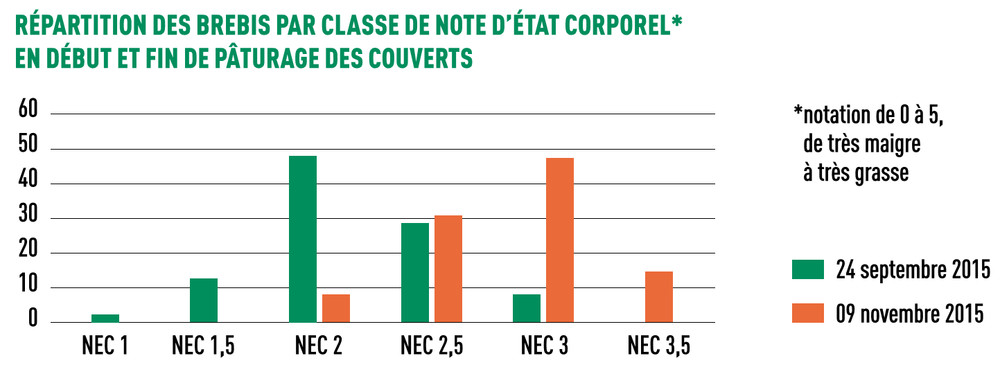 RÉPARTITION DES BREBIS PAR CLASSE DE NOTE D’ÉTAT CORPOREL*
EN DÉBUT ET FIN DE PÂTURAGE DES COUVERTS
60
50
40
30
20
10
0
NEC 1
NEC 1,5
NEC 2
NEC 2,5
NEC 3
NEC 3,5
*notation de 0 à 5,
de très maigre
à très grasse
24 septembre 2015
09 novembre 2015